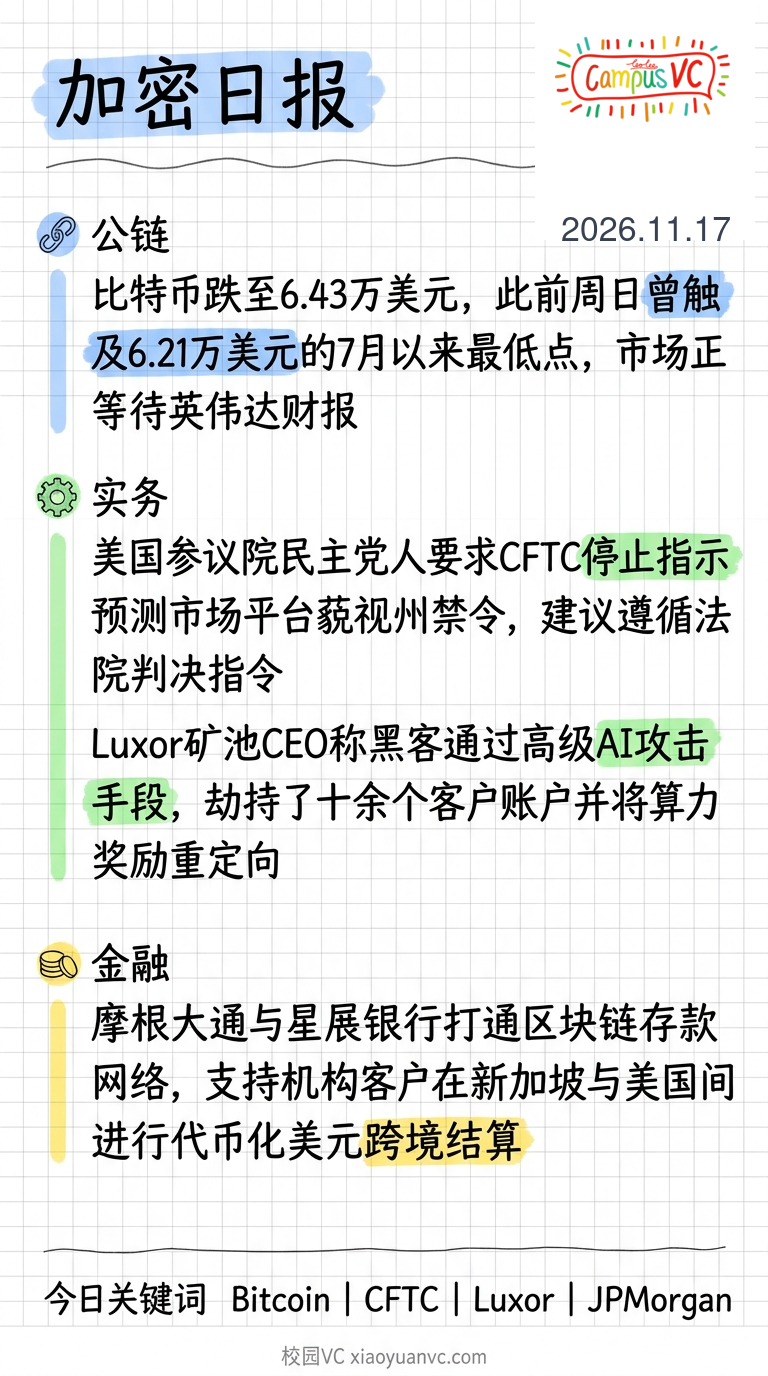 加密日报
leolee
Campus VC
2026.11.17
公链
比特币跌至6.43万美元，此前周日曾触
及6.21万美元的7月以来最低点，市场正
等待英伟达财报
实务
美国参议院民主党人要求CFTC停止指示
预测市场平台藐视州禁令，建议遵循法
院判决指令
Luxor矿池CEO称黑客通过高级AI攻击
手段，劫持了十余个客户账户并将算力
奖励重定向
金融
摩根大通与星展银行打通区块链存款
网络，支持机构客户在新加坡与美国间
进行代币化美元跨境结算
今日关键词 Bitcoin | CFTC | Luxor | JPMorgan
校园VC xiaoyuanvc.com